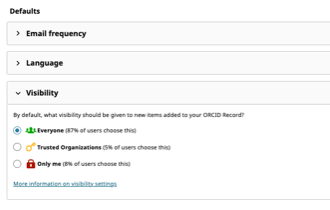 Defaults
Email frequency
Language
Visibility
By default, what visibility should be given to new items added to your ORCID Record?
Everyone (87% of users choose this)
Trusted Organizations (5% of users choose this)
Only me (8% of users choose this)
More information on visibility settings